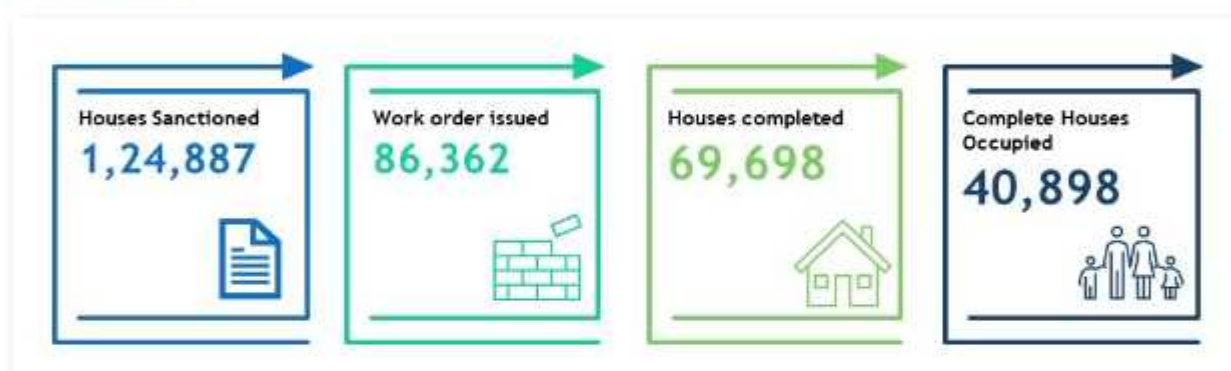 Houses Sanctioned
1,24,887
Work order issued
86,362
Houses completed
69,698
Complete Houses
Occupied
40,898